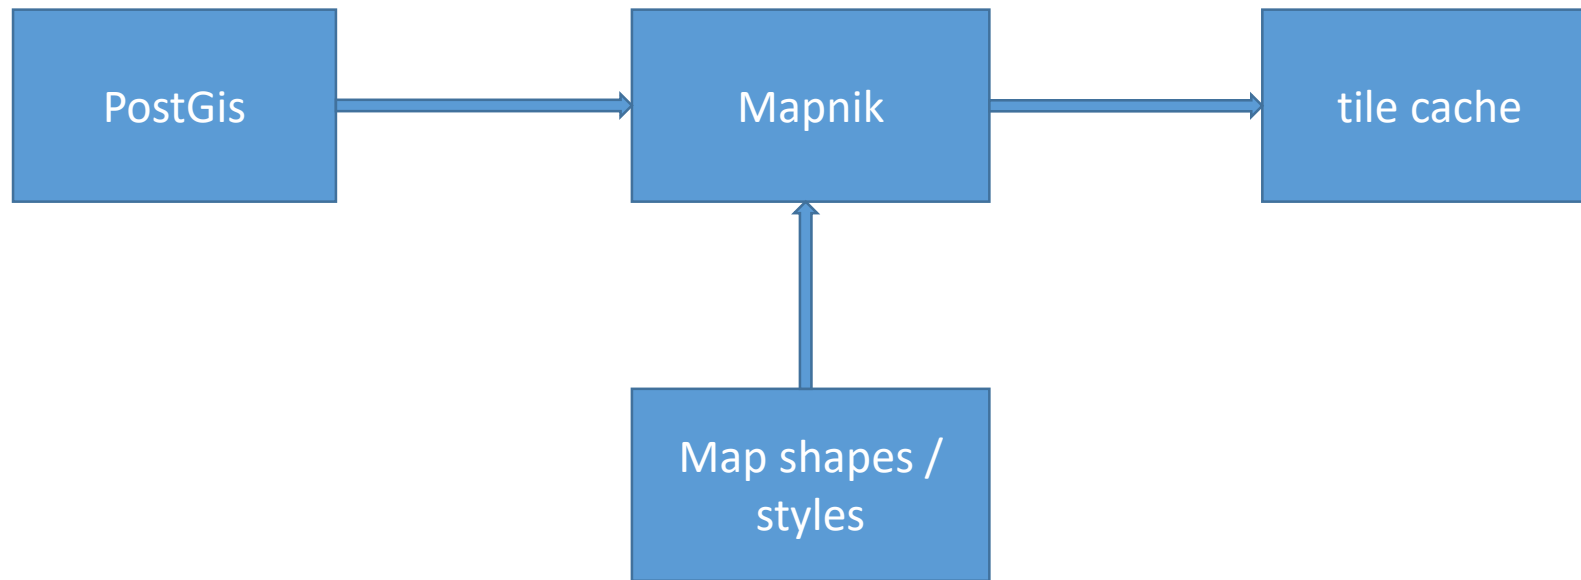 PostGis
Mapnik
tile cache
Map shapes /
styles